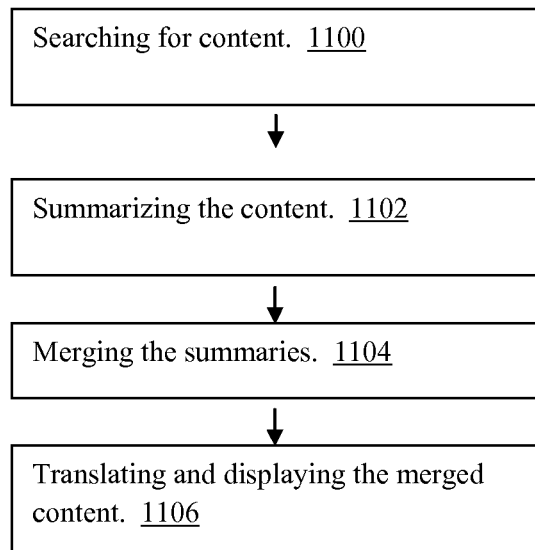 Searching for content. 1100
Summarizing the content. 1102
Merging the summaries. 1104
Translating and displaying the merged
content. 1106